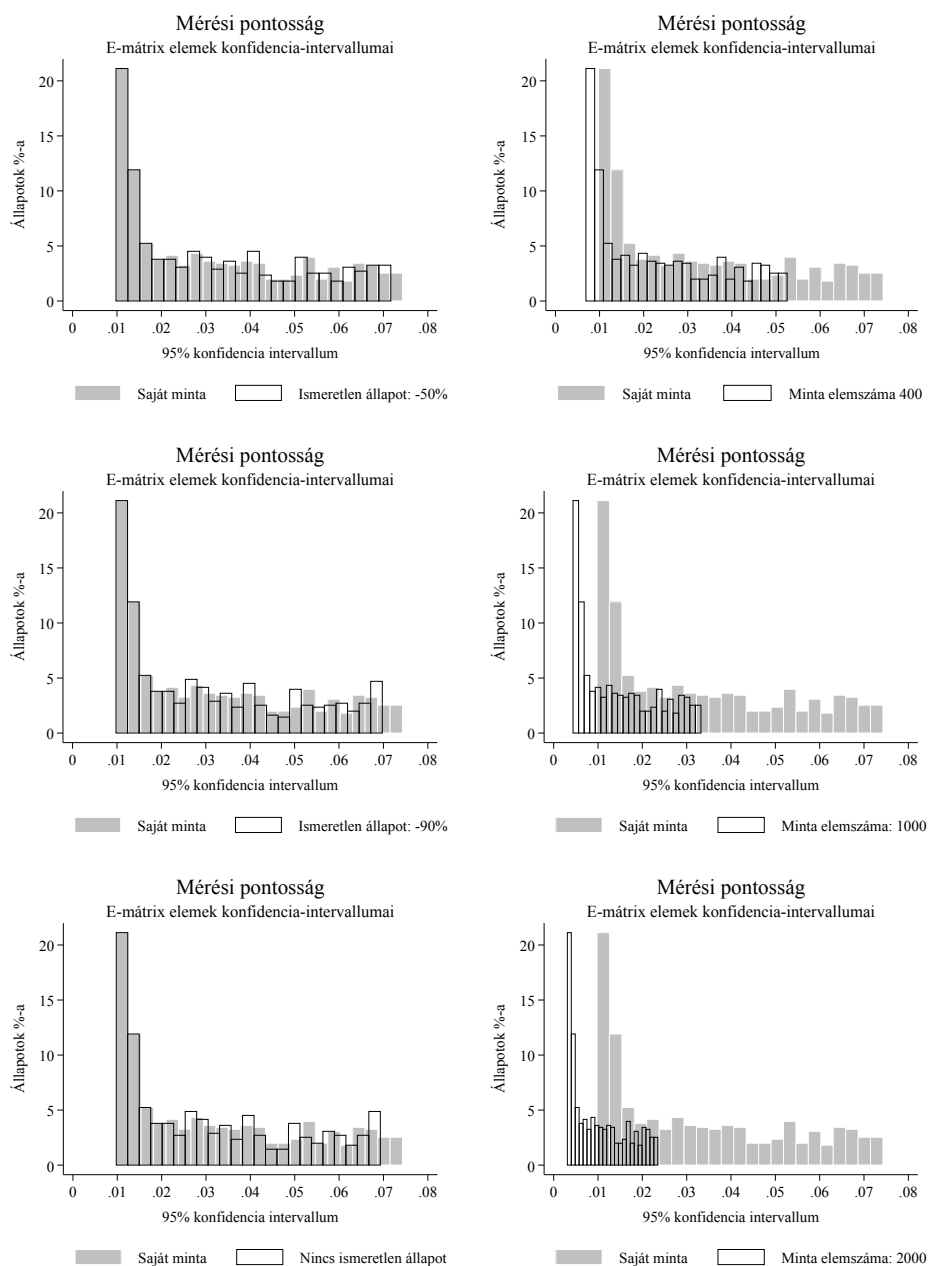 Mérési pontosság
E-mátrix elemek konfidencia-intervallumai
Állapotok %-a
20
15
10
5
0
0 .01 .02 .03 .04 .05 .06 .07 .08
95% konfidencia intervallum
Saját minta Ismeretlen állapot: -50%
Mérési pontosság
E-mátrix elemek konfidencia-intervallumai
Állapotok %-a
20
15
10
5
0
0 .01 .02 .03 .04 .05 .06 .07 .08
95% konfidencia intervallum
Saját minta Minta elemszáma 400
Mérési pontosság
E-mátrix elemek konfidencia-intervallumai
Állapotok %-a
20
15
10
5
0
0 .01 .02 .03 .04 .05 .06 .07 .08
95% konfidencia intervallum
Saját minta Ismeretlen állapot: -90%
Mérési pontosság
E-mátrix elemek konfidencia-intervallumai
Állapotok %-a
20
15
10
5
0
0 .01 .02 .03 .04 .05 .06 .07 .08
95% konfidencia intervallum
Saját minta Minta elemszáma: 1000
Mérési pontosság
E-mátrix elemek konfidencia-intervallumai
Állapotok %-a
20
15
10
5
0
0 .01 .02 .03 .04 .05 .06 .07 .08
95% konfidencia intervallum
Saját minta Nincs ismeretlen állapot
Mérési pontosság
E-mátrix elemek konfidencia-intervallumai
Állapotok %-a
20
15
10
5
0
0 .01 .02 .03 .04 .05 .06 .07 .08
95% konfidencia intervallum
Saját minta Minta elemszáma: 2000